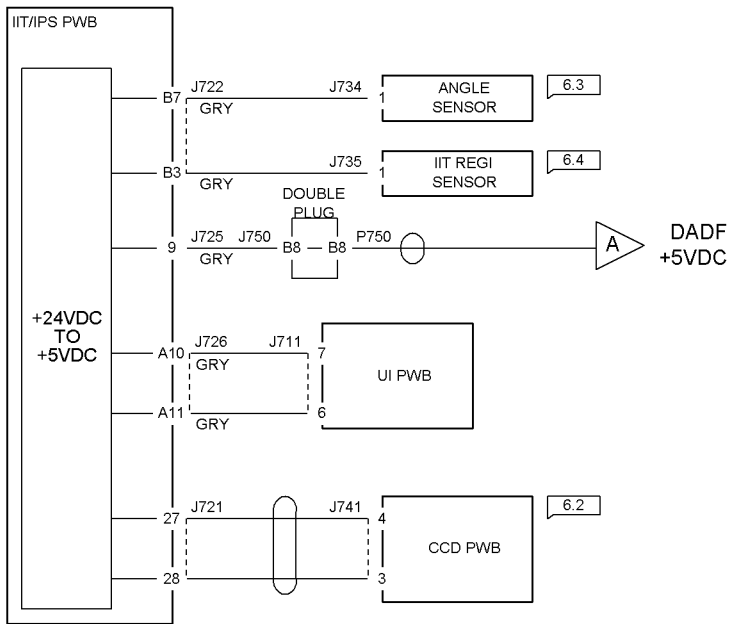 IIT/IPS PWB
B7 J722 J734 1 ANGLE SENSOR 6.3
GRY
B3 J735 1 IIT REGI SENSOR 6.4
GRY
DOUBLE
PLUG
9 J725 J750 B8 B8 P750 A DADF
GRY +5VDC
+24VDC
TO
+5VDC
A10 J726 J711 7
GRY
UI PWB
A11 6
GRY
27 J721 J741 4 6.2
CCD PWB
28 3